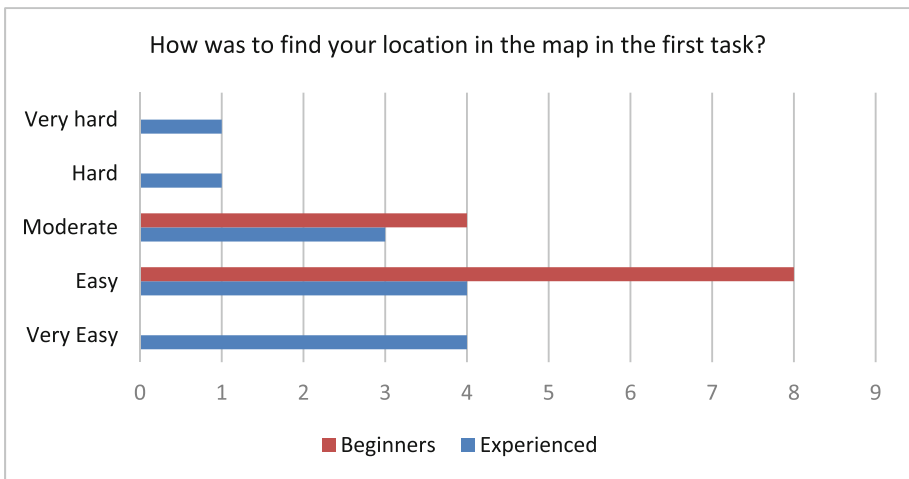 How was to find your location in the map in the first task?
Very hard
Hard
Moderate
Easy
Very Easy
0 1 2 3 4 5 6 7 8 9
Beginners Experienced